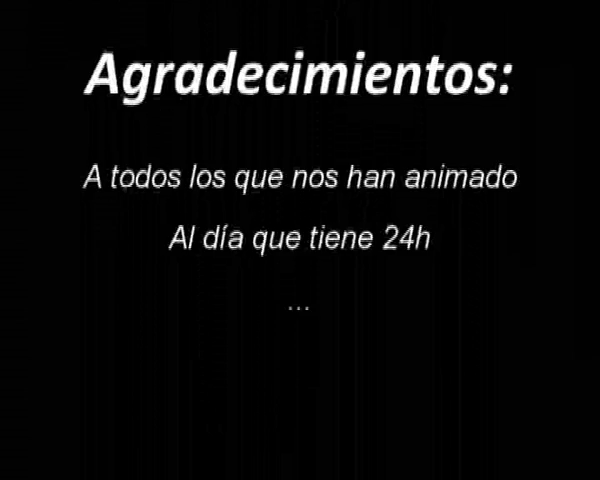 Agradecimientos:
A todos los que nos han animado
Al día que tiene 24h
...